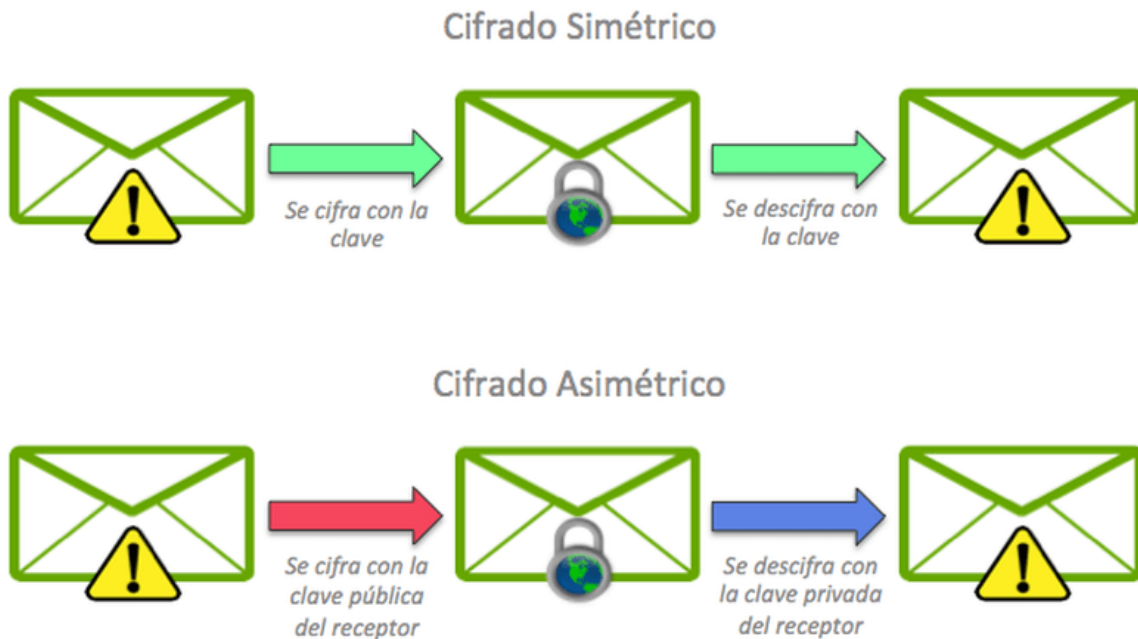 Cifrado Simétrico
Se cifra con la
clave
Se descifra con
la clave
Cifrado Asimétrico
Se cifra con la
clave pública
del receptor
Se descifra con
la clave privada
del receptor